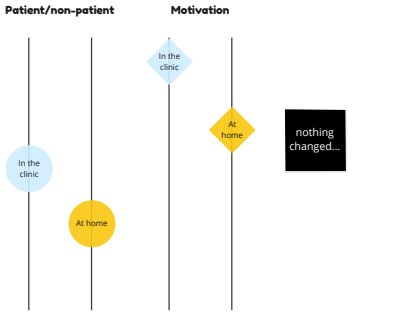 Patient/non-patient
Motivation
In the
clinic
At
home
nothing
changed...
In the
clinic
At home